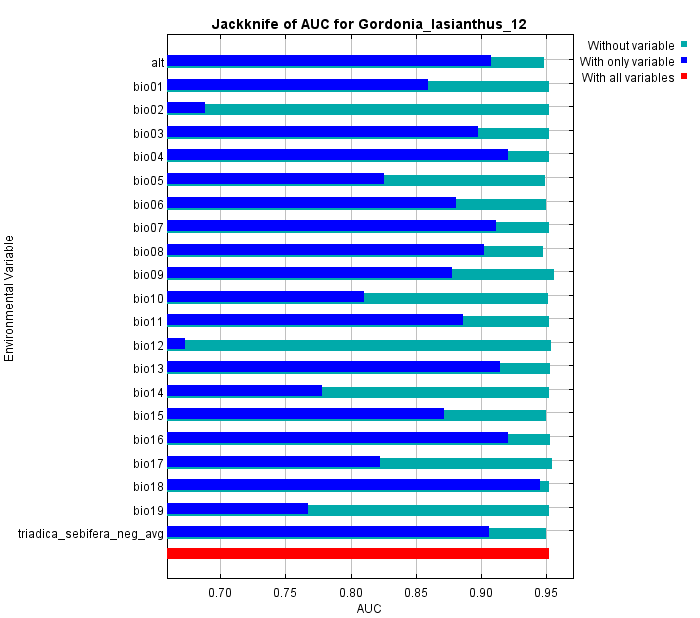 Jackknife of AUC for Gordonia_lasianthus_12
Without variable
With only variable
With all variables
Environmental Variable
alt
bio01
bio02
bio03
bio04
bio05
bio06
bio07
bio08
bio09
bio10
bio11
bio12
bio13
bio14
bio15
bio16
bio17
bio18
bio19
triadica_sebifera_neg_avg
0.70 0.75 0.80 0.85 0.90 0.95
AUC